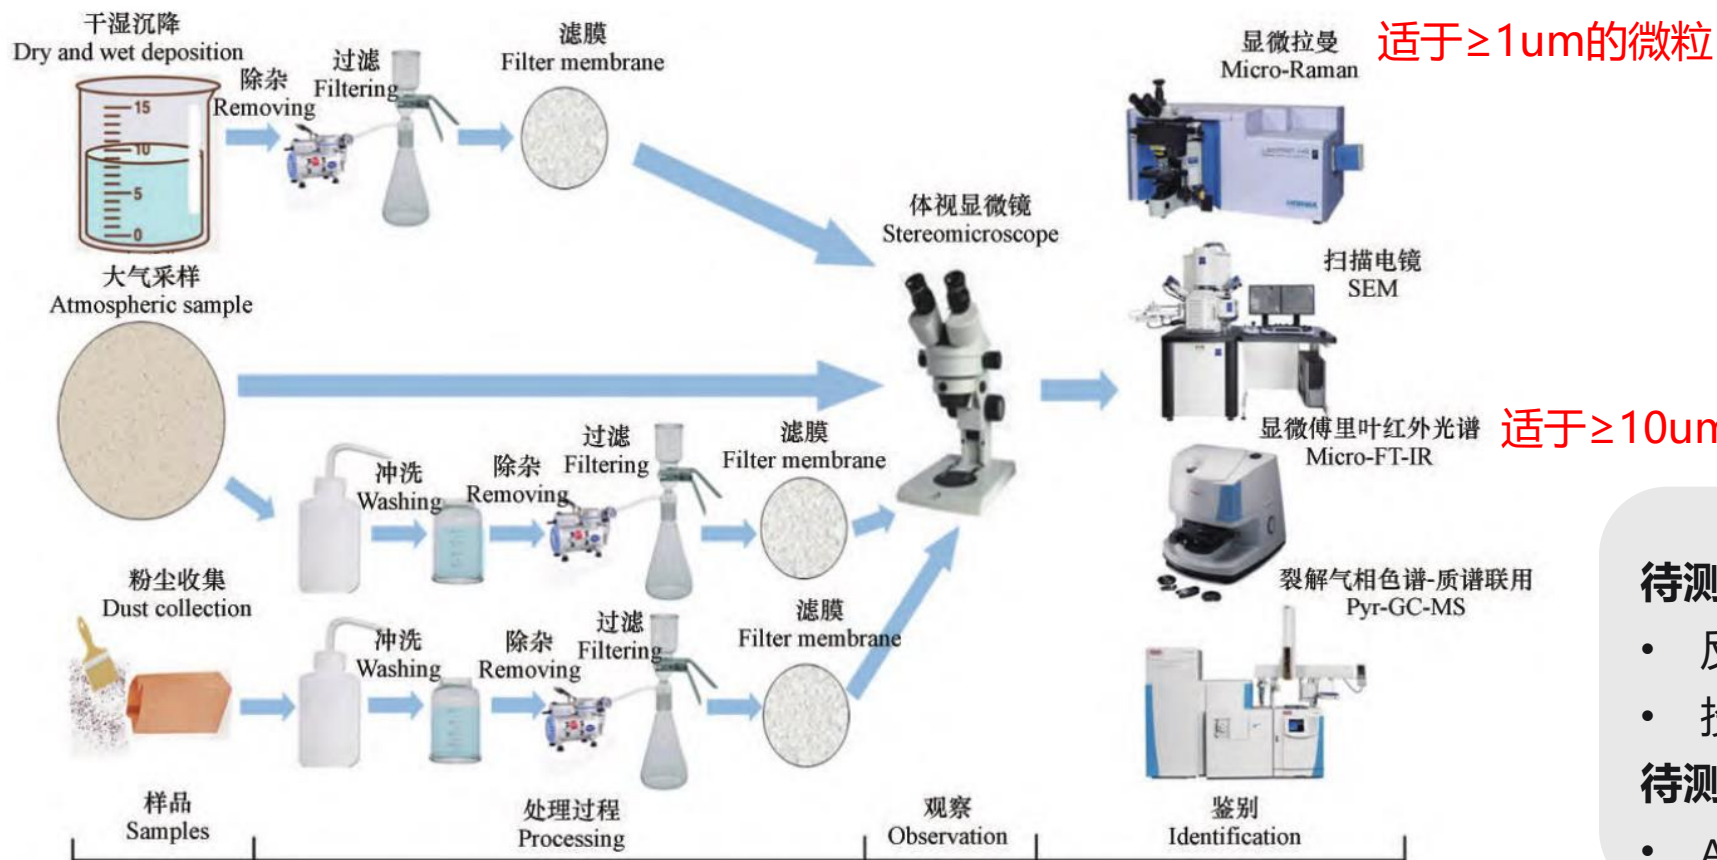 干湿沉降
Dry and wet deposition
除杂
Removing
过滤
Filtering
滤膜
Filter membrane
显微拉曼
Micro-Raman
适于≥1um的微粒
15
10
5
0
体视显微镜
Stereomicroscope
扫描电镜
SEM
大气采样
Atmospheric sample
显微傅里叶红外光谱
Micro-FT-IR
适于≥10um
冲洗
Washing
除杂
Removing
过滤
Filtering
滤膜
Filter membrane
裂解气相色谱-质谱联用
Pyr-GC-MS
粉尘收集
Dust collection
冲洗
Washing
除杂
Removing
过滤
Filtering
滤膜
Filter membrane
待测
•
•
待测
•
样品
Samples
处理过程
Processing
观察
Observation
鉴别
Identification